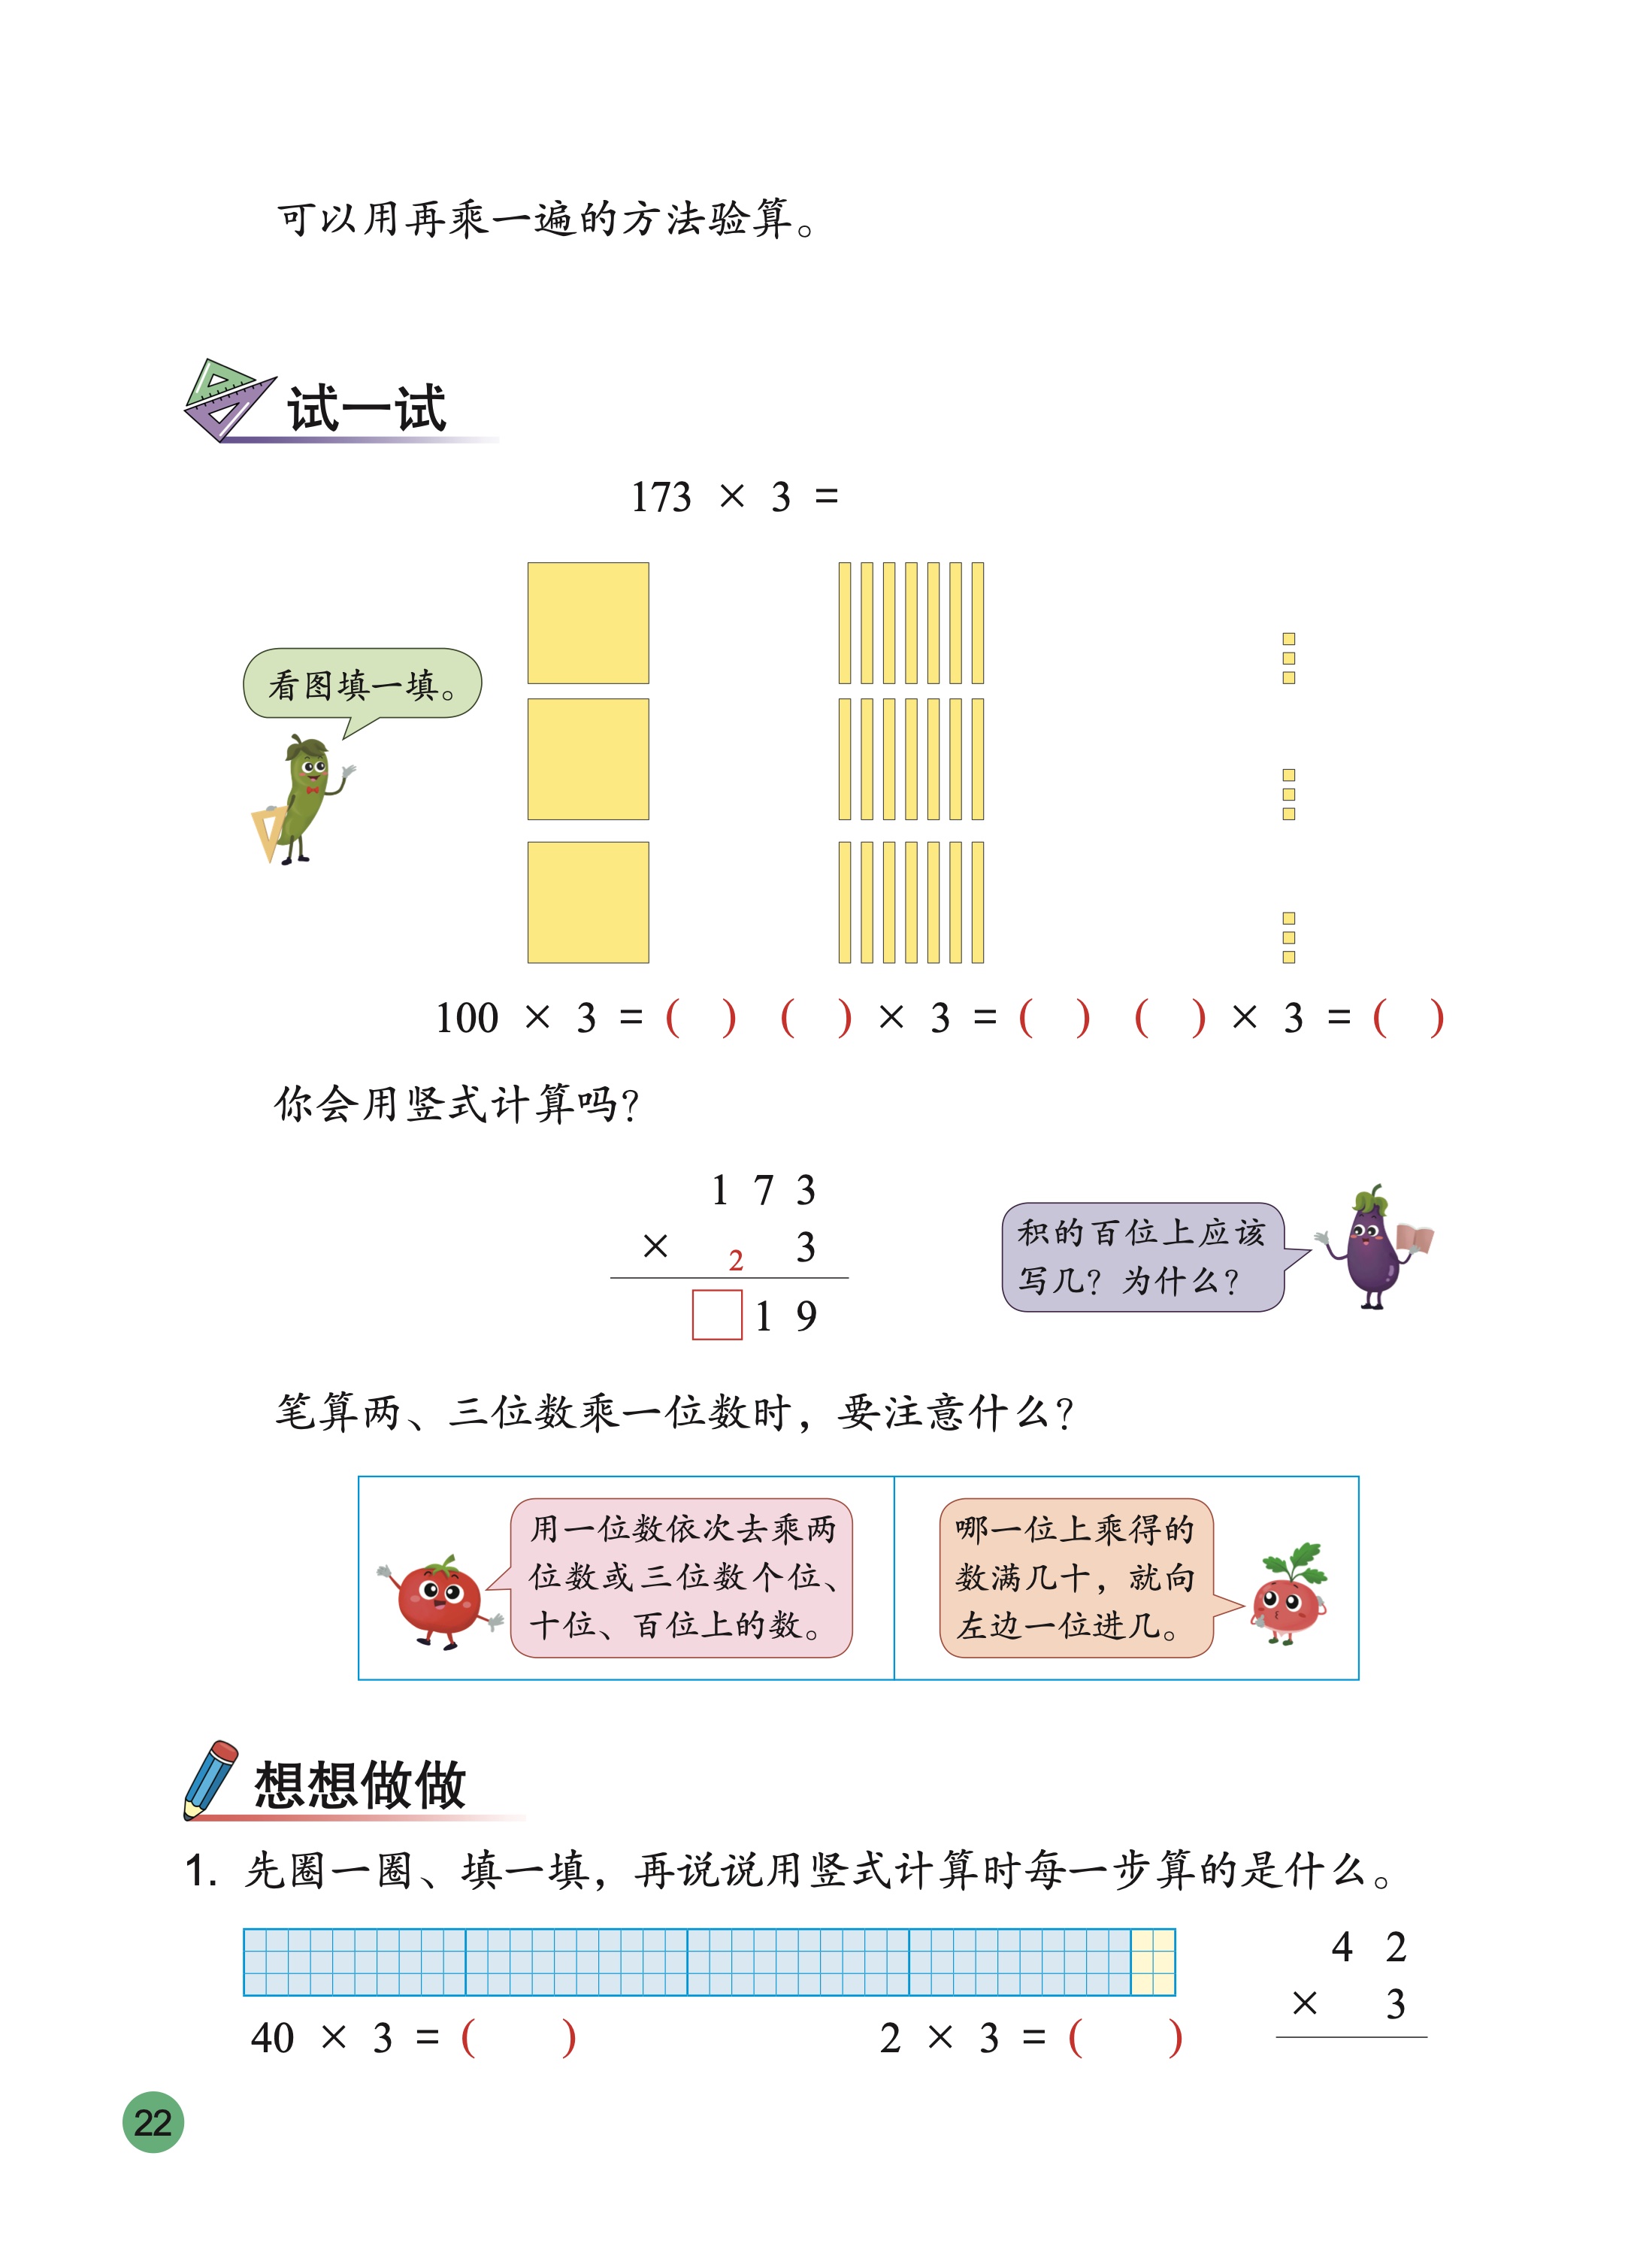 可以用再乘一遍的方法验算。
试一试
173 × 3 =
看图填一填。
100 × 3 = (　) (　) × 3 = (　) (　) × 3 = (　)
你会用竖式计算吗？
1 7 3
× 2 3
1 9
积的百位上应该
写几？为什么？
笔算两、三位数乘一位数时，要注意什么？
用一位数依次去乘两
位数或三位数个位、
十位、百位上的数。
哪一位上乘得的
数满几十，就向
左边一位进几。
想想做做
1. 先圈一圈、填一填，再说说用竖式计算时每一步算的是什么。
4 2
× 3
40 × 3 = (　) 2 × 3 = (　)
22